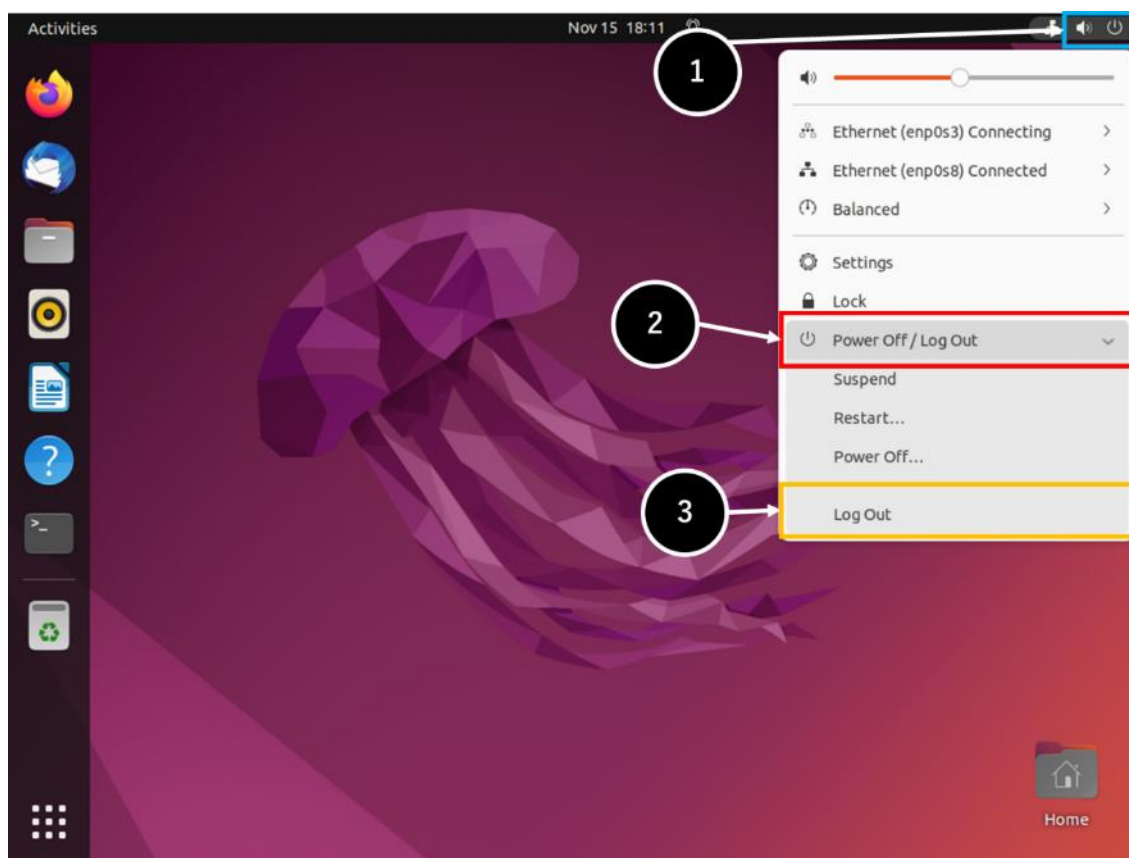 Activities
Nov 15 18:11
1
Ethernet (enp0s3) Connecting
Ethernet (enp0s8) Connected
Balanced
Settings
Lock
2
Power Off / Log Out
Suspend
Restart...
Power Off...
3
Log Out
Home